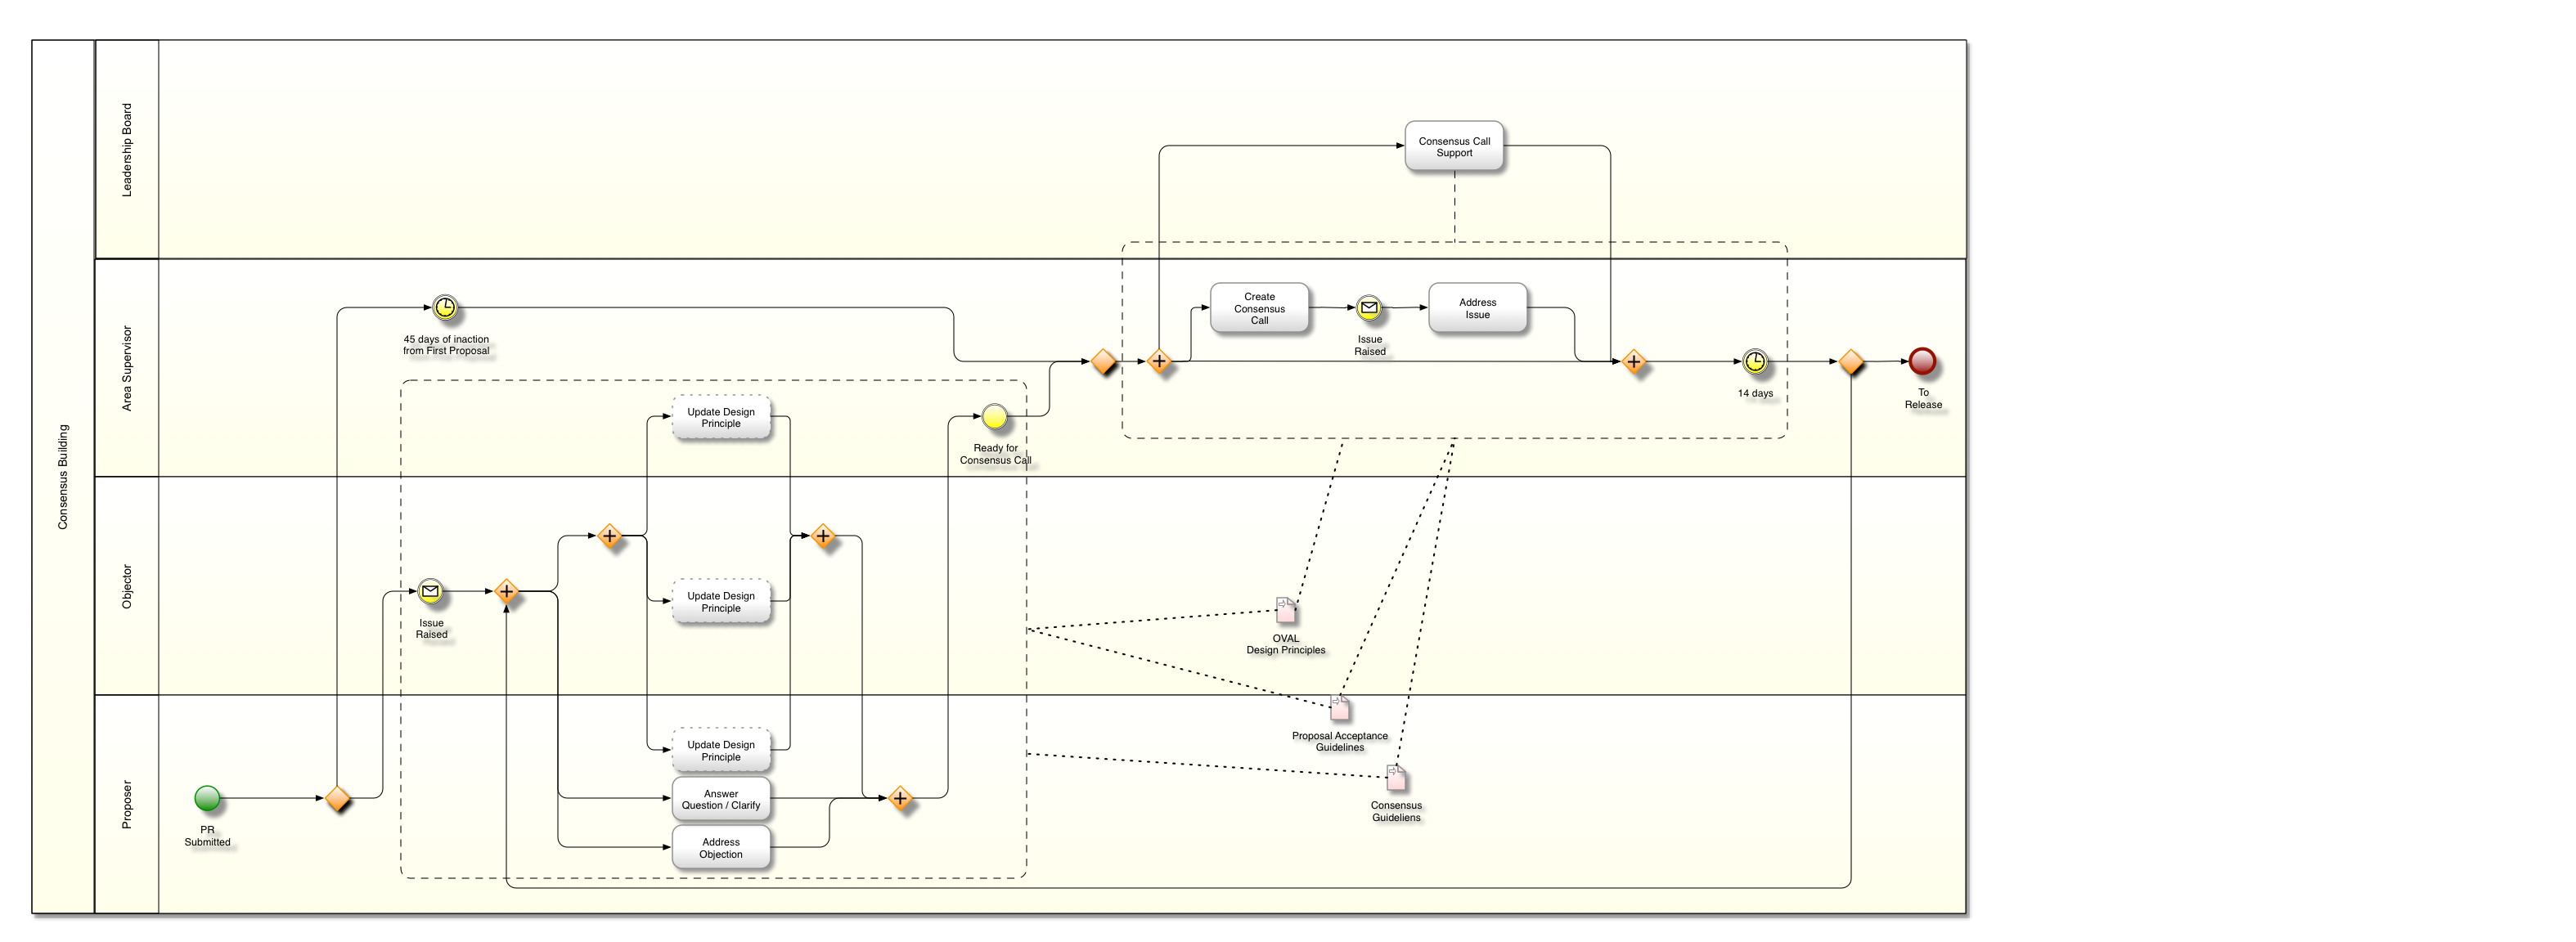 Consensus Building
Leadership Board
Consensus Call
Support
Area Supervisor
45 days of inaction
from First Proposal
Create
Consensus
Call
Issue
Raised
Address
Issue
14 days
To
Release
Update Design
Principle
Ready for
Consensus Call
Objector
Issue
Raised
Update Design
Principle
OVAL
Design Principles
Proposer
PR
Submitted
Update Design
Principle
Answer
Question / Clarify
Address
Objection
Proposal Acceptance
Guidelines
Consensus
Guideliens